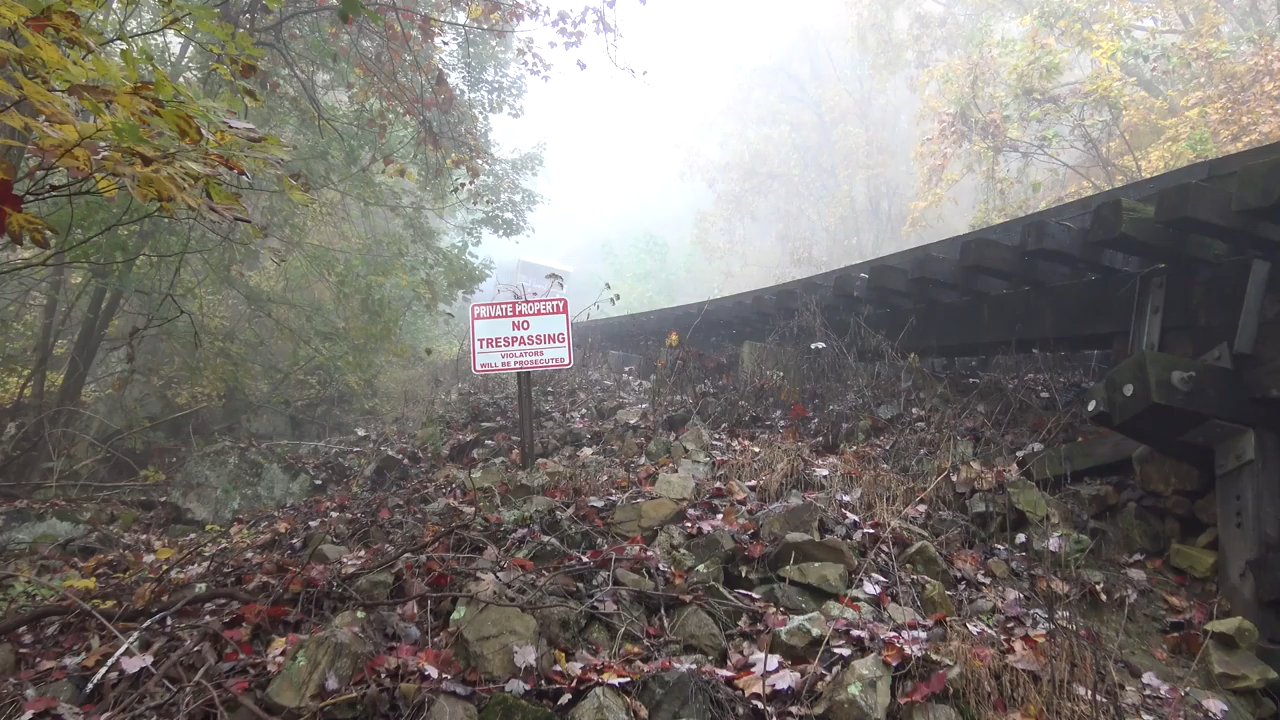 PRIVATE PROPERTY
NO
TRESPASSING
VIOLATORS
WILL BE PROSECUTED